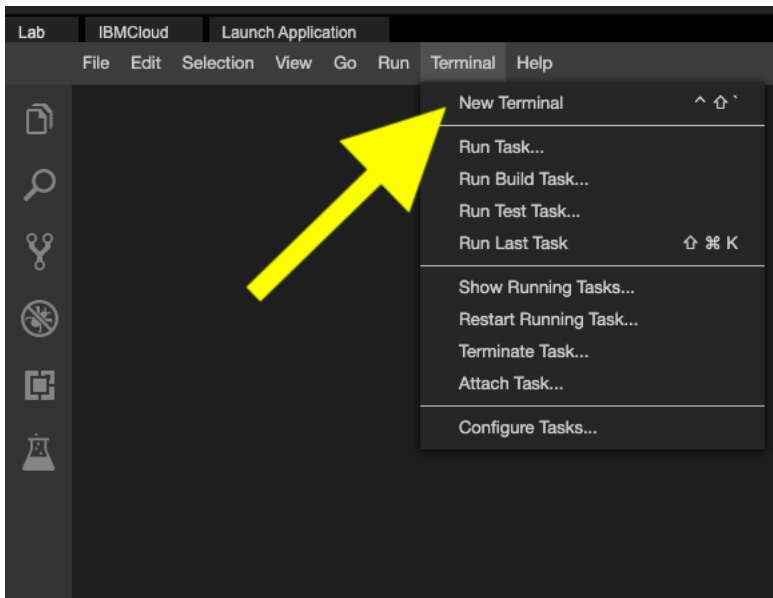 Lab IBMCloud Launch Application
File Edit Selection View Go Run Terminal Help
New Terminal ^ ⇧ `
Run Task...
Run Build Task...
Run Test Task...
Run Last Task ⇧ ⌘ K
Show Running Tasks...
Restart Running Task...
Terminate Task...
Attach Task...
Configure Tasks...